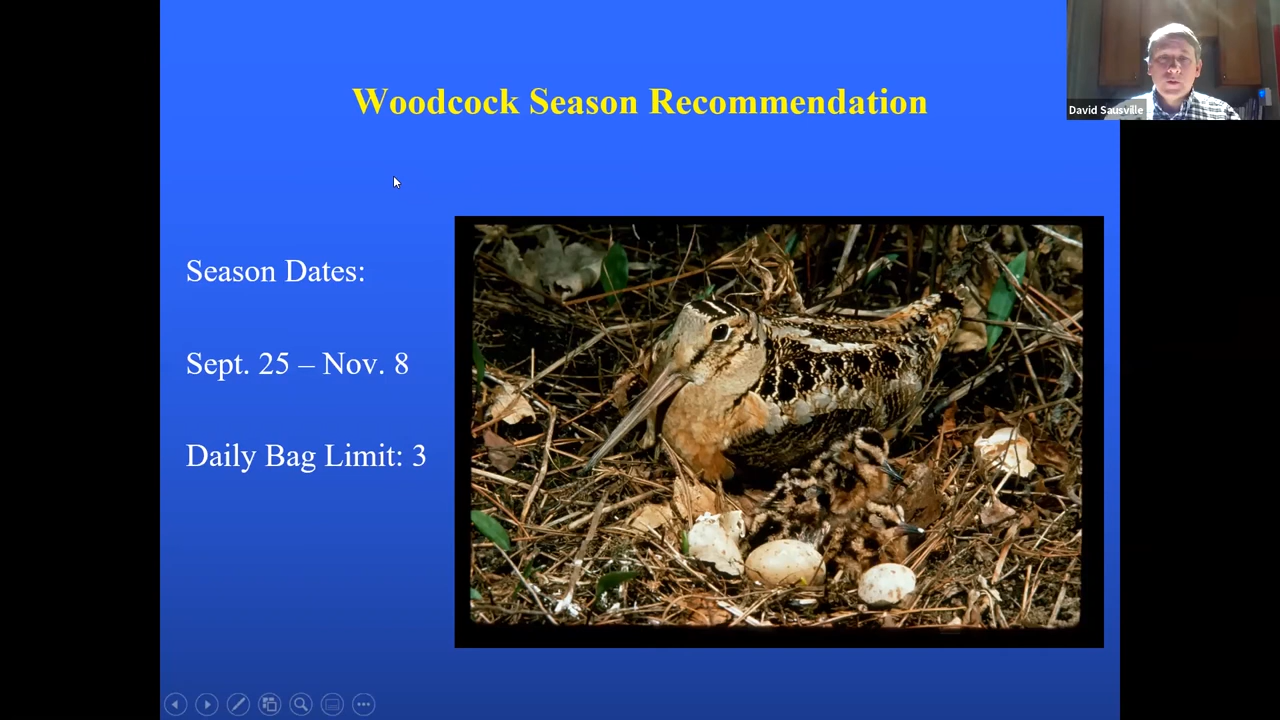 Woodcock Season Recommendation
David Sausville
Season Dates:
Sept. 25 – Nov. 8
Daily Bag Limit: 3